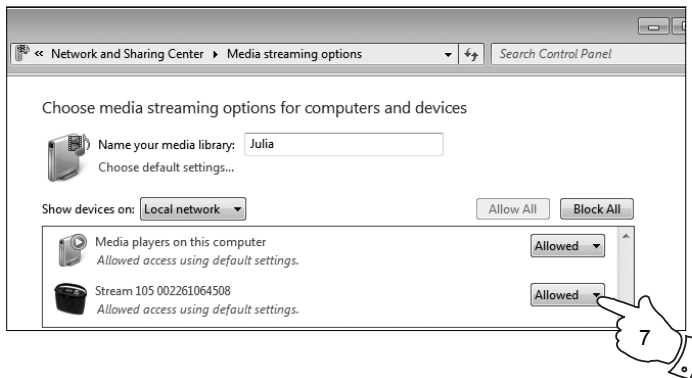 « Network and Sharing Center ▸ Media streaming options Search Control Panel
Choose media streaming options for computers and devices
Name your media library: Julia
Choose default settings...
Show devices on: Local network Allow All Block All
Media players on this computer Allowed
Allowed access using default settings.
Stream 105 002261064508 Allowed
Allowed access using default settings.
7